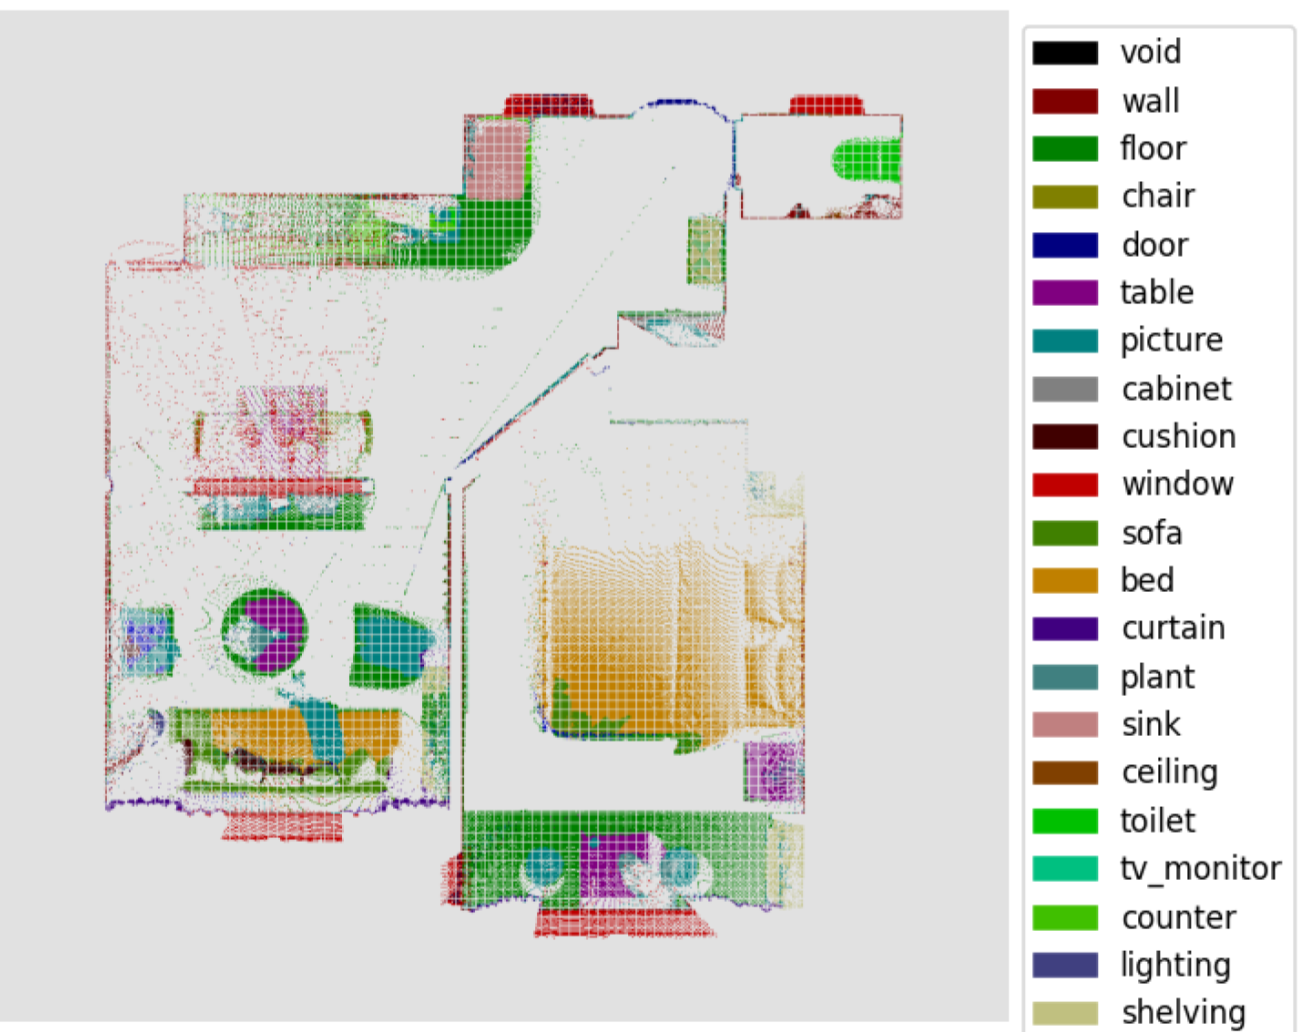 void
wall
floor
chair
door
table
picture
cabinet
cushion
window
sofa
bed
curtain
plant
sink
ceiling
toilet
tv_monitor
counter
lighting
shelving